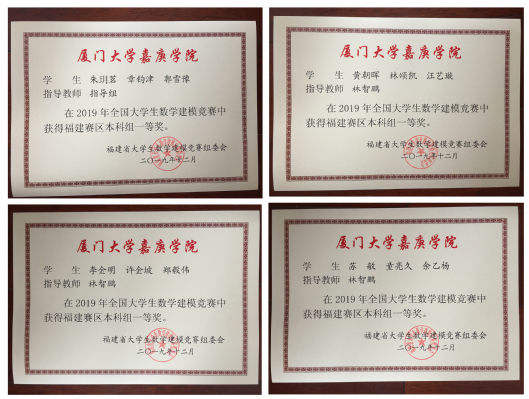 厦门大学嘉庚学院
学 生 朱玥茗 章钧津 郭雪豫
指导教师 指导组
在2019年全国大学生数学建模竞赛中
获得福建赛区本科组一等奖。
福建省大学生数学建模竞赛组委会
二〇一九年十二月
厦门大学嘉庚学院
学 生 黄朝晖 林颂凯 汪艺璇
指导教师 林智鹏
在2019年全国大学生数学建模竞赛中
获得福建赛区本科组一等奖。
福建省大学生数学建模竞赛组委会
二〇一九年十二月
厦门大学嘉庚学院
学 生 李金明 许金坡 郑毅伟
指导教师 林智鹏
在2019年全国大学生数学建模竞赛中
获得福建赛区本科组一等奖。
福建省大学生数学建模竞赛组委会
二〇一九年十二月
厦门大学嘉庚学院
学 生 苏 敏 童亮久 余乙杨
指导教师 林智鹏
在2019年全国大学生数学建模竞赛中
获得福建赛区本科组一等奖。
福建省大学生数学建模竞赛组委会
二〇一九年十二月